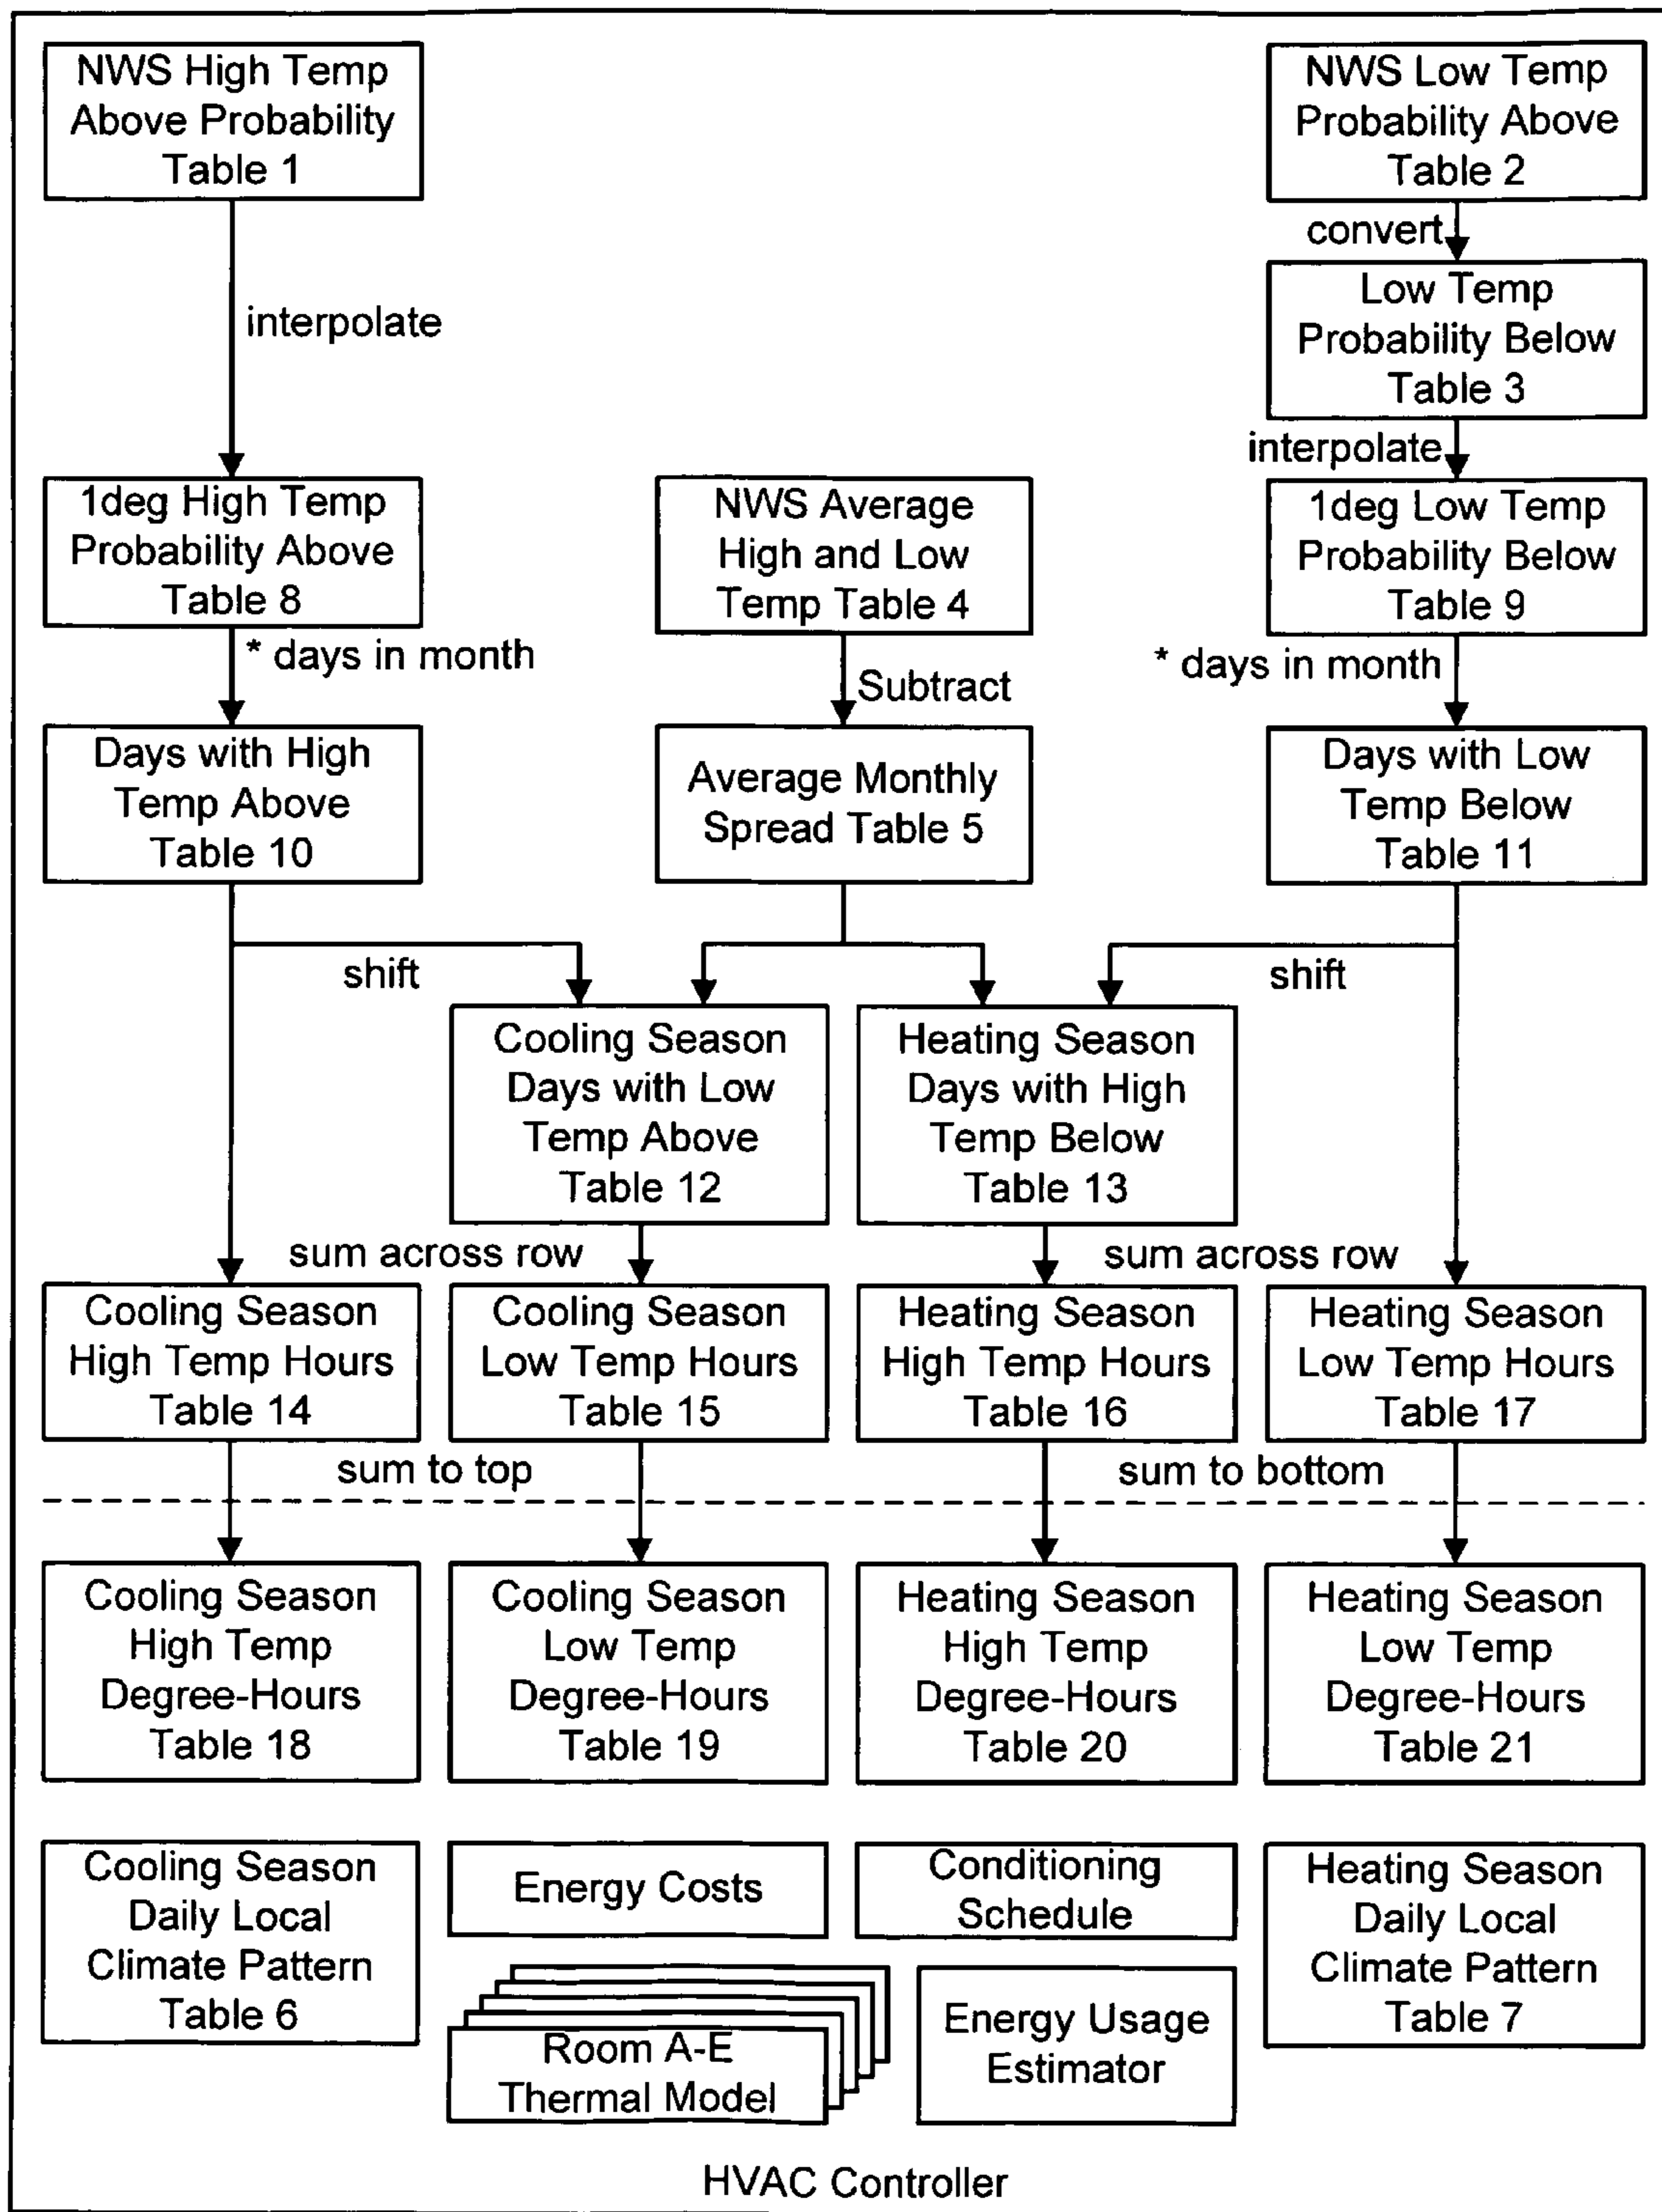 NWS High Temp
Above Probability
Table 1
NWS Low Temp
Probability Above
Table 2
convert
Low Temp
Probability Below
Table 3
interpolate
interpolate
1deg High Temp
Probability Above
Table 8
NWS Average
High and Low
Temp Table 4
1deg Low Temp
Probability Below
Table 9
* days in month
Subtract
* days in month
Days with High
Temp Above
Table 10
Average Monthly
Spread Table 5
Days with Low
Temp Below
Table 11
shift
shift
Cooling Season
Days with Low
Temp Above
Table 12
Heating Season
Days with High
Temp Below
Table 13
sum across row
sum across row
Cooling Season
High Temp Hours
Table 14
Cooling Season
Low Temp Hours
Table 15
Heating Season
High Temp Hours
Table 16
Heating Season
Low Temp Hours
Table 17
sum to top
sum to bottom
Cooling Season
High Temp
Degree-Hours
Table 18
Cooling Season
Low Temp
Degree-Hours
Table 19
Heating Season
High Temp
Degree-Hours
Table 20
Heating Season
Low Temp
Degree-Hours
Table 21
Cooling Season
Daily Local
Climate Pattern
Table 6
Energy Costs
Conditioning
Schedule
Heating Season
Daily Local
Climate Pattern
Table 7
Room A-E
Thermal Model
Energy Usage
Estimator
HVAC Controller